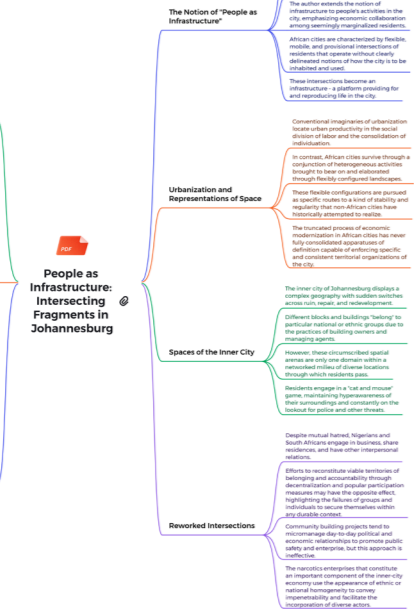 The Notion of "People as
Infrastructure"
The author extends the notion of
infrastructure to people's activities in the
city, emphasizing economic collaboration
among seemingly marginalized residents.
African cities are characterized by flexible,
mobile, and provisional intersections of
residents that operate without clearly
delineated notions of how the city is to be
inhabited and used.
These intersections become an
infrastructure - a platform providing for
and reproducing life in the city.
Urbanization and
Representations of Space
Conventional imaginaries of urbanization
locate urban productivity in the social
division of labor and the consolidation of
individuation.
In contrast, African cities survive through a
conjunction of heterogeneous activities
brought to bear on and elaborated
through flexibly configured landscapes.
These flexible configurations are pursued
as specific routes to a kind of stability and
regularity that non-African cities have
historically attempted to realize.
The truncated process of economic
modernization in African cities has never
fully consolidated apparatuses of
definition capable of enforcing specific
and consistent territorial organizations of
the city.
PDF
People as
Infrastructure:
Intersecting
Fragments in
Johannesburg
Spaces of the Inner City
The inner city of Johannesburg displays a
complex geography with sudden switches
across ruin, repair, and redevelopment.
Different blocks and buildings "belong" to
particular national or ethnic groups due to
the practices of building owners and
managing agents.
However, these circumscribed spatial
arenas are only one domain within a
networked milieu of diverse locations
through which residents pass.
Residents engage in a "cat and mouse"
game, maintaining hyperawareness of
their surroundings and constantly on the
lookout for police and other threats.
Reworked Intersections
Despite mutual hatred, Nigerians and
South Africans engage in business, share
residences, and have other interpersonal
relations.
Efforts to reconstitute viable territories of
belonging and accountability through
decentralization and popular participation
measures may have the opposite effect,
highlighting the failures of groups and
individuals to secure themselves within
any durable context.
Community building projects tend to
micromanage day-to-day political and
economic relationships to promote public
safety and enterprise, but this approach is
ineffective.
The narcotics enterprises that constitute
an important component of the inner-city
economy use the appearance of ethnic or
national homogeneity to convey
impenetrability and facilitate the
incorporation of diverse actors.